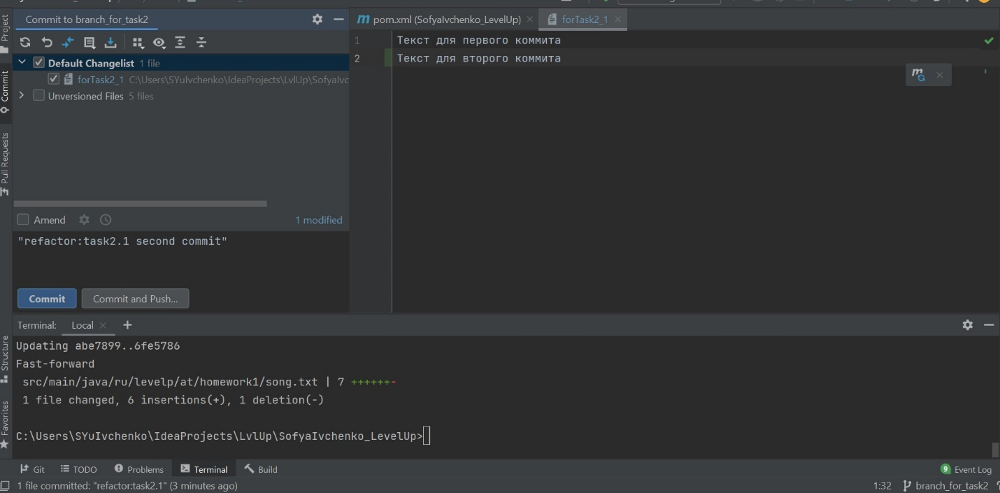 Commit to branch_for_task2
pom.xml (SofyaIvchenko_LevelUp)
forTask2_1
Project
Commit
Pull Requests
Structure
Favorites
Default Changelist 1 file
forTask2_1 C:\Users\SYuIvchenko\IdeaProjects\LvlUp\SofyaIvc
Unversioned Files 5 files
1 Текст для первого коммита
2 Текст для второго коммита
Amend
1 modified
"refactor:task2.1 second commit"
Commit
Commit and Push...
Terminal: Local
Updating abe7899..6fe5786
Fast-forward
src/main/java/ru/levelp/at/homework1/song.txt | 7 ++++++-
1 file changed, 6 insertions(+), 1 deletion(-)
C:\Users\SYuIvchenko\IdeaProjects\LvlUp\SofyaIvchenko_LevelUp>
Git TODO Problems Terminal Build
9 Event Log
1 file committed: "refactor:task2.1" (3 minutes ago)
1:32 branch_for_task2